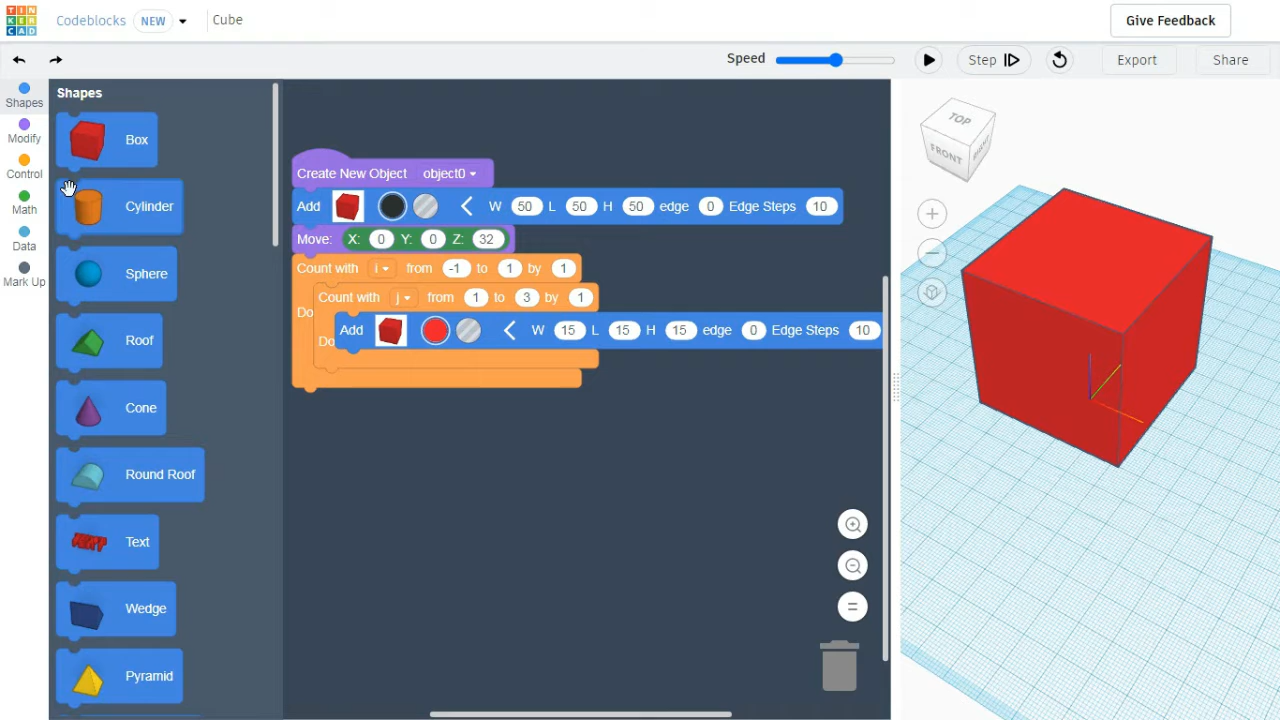 TIN
KER
CAD
Codeblocks NEW Cube
Give Feedback
Speed
Step
Export
Share
Shapes
Modify
Control
Math
Data
Mark Up
Shapes
Box
Cylinder
Sphere
Roof
Cone
Round Roof
Text
Wedge
Pyramid
Create New Object object0
Add W 50 L 50 H 50 edge 0 Edge Steps 10
Move: X: 0 Y: 0 Z: 32
Count with i from -1 to 1 by 1
Do
Count with j from 1 to 3 by 1
Do
Add W 15 L 15 H 15 edge 0 Edge Steps 10
TOP
FRONT
RIGHT